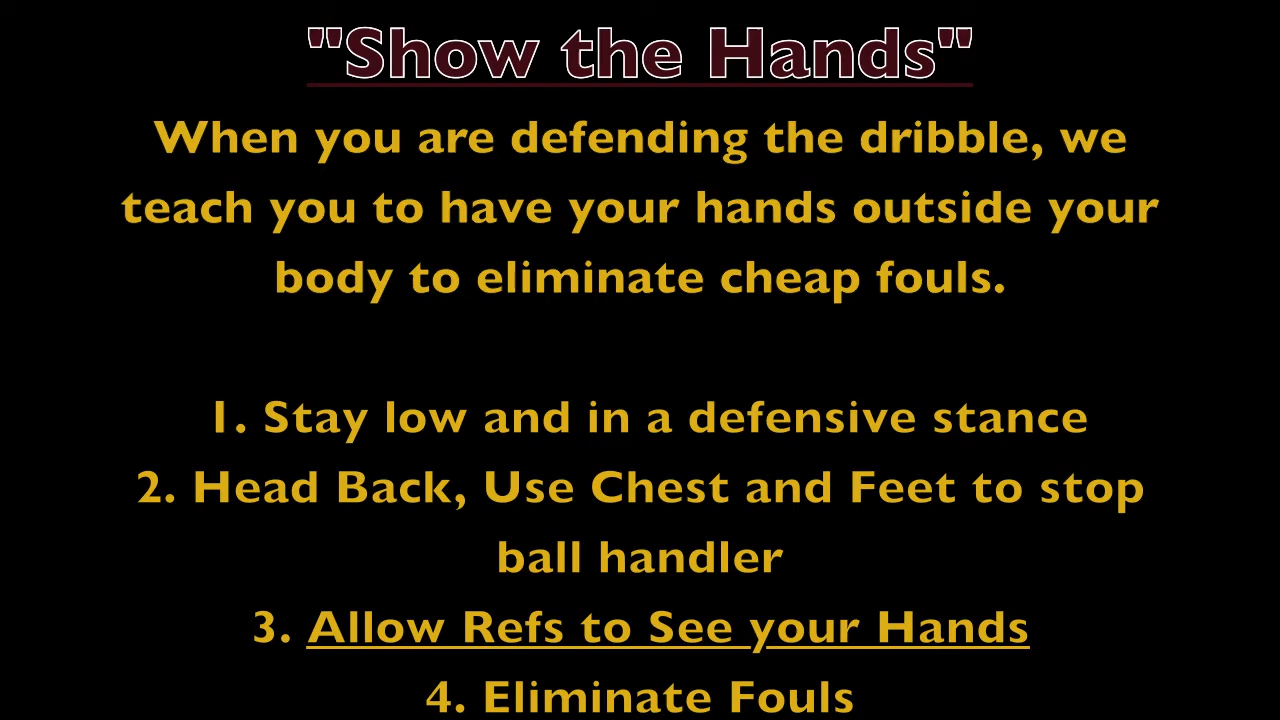 "Show the Hands"
When you are defending the dribble, we
teach you to have your hands outside your
body to eliminate cheap fouls.
1. Stay low and in a defensive stance
2. Head Back, Use Chest and Feet to stop
ball handler
3. Allow Refs to See your Hands
4. Eliminate Fouls